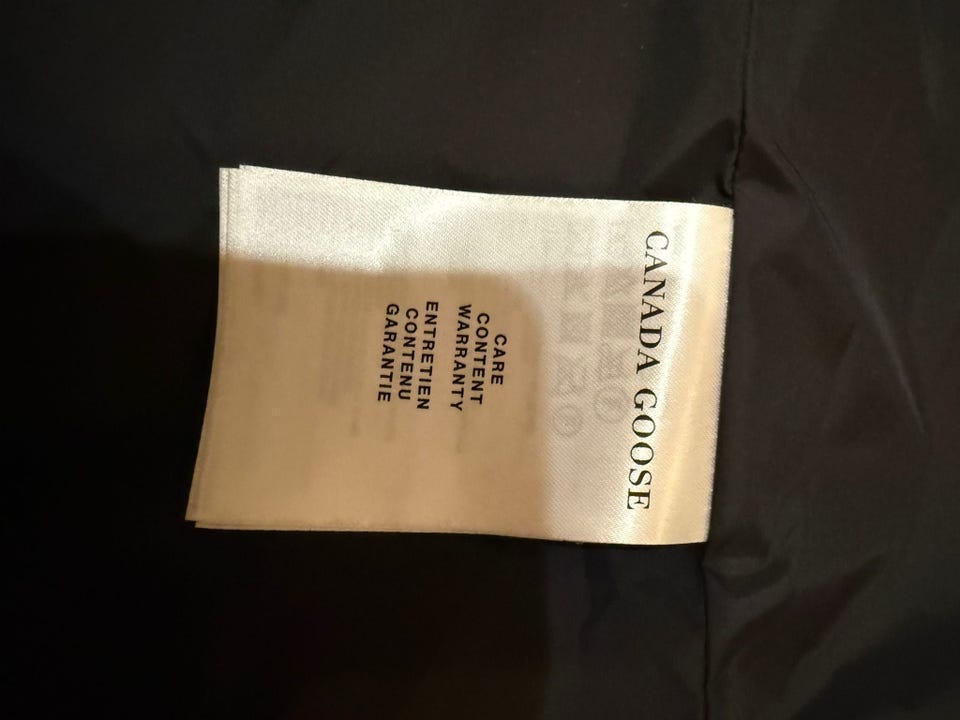 CANADA GOOSE
CARE
CONTENT
WARRANTY
ENTRETIEN
CONTENU
GARANTIE